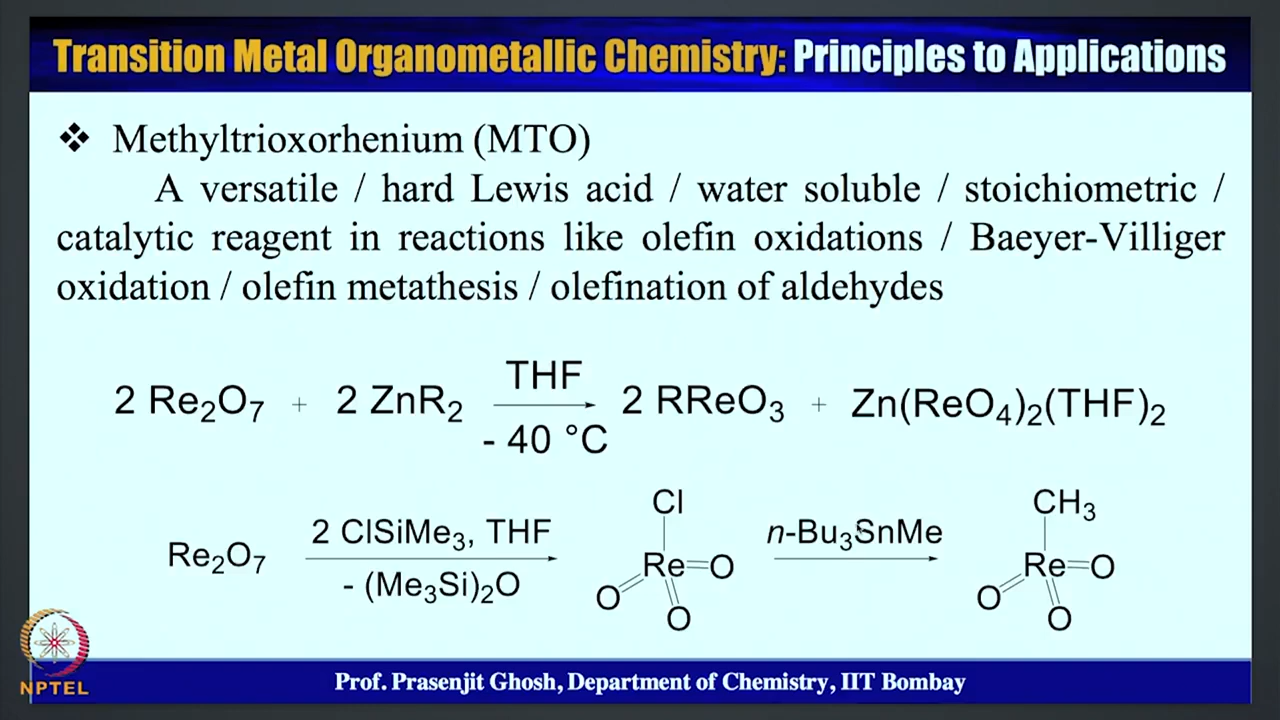 Transition Metal Organometallic Chemistry: Principles to Applications
❖ Methyltrioxorhenium (MTO)
A versatile / hard Lewis acid / water soluble / stoichiometric /
catalytic reagent in reactions like olefin oxidations / Baeyer-Villiger
oxidation / olefin metathesis / olefination of aldehydes
THF
2 Re₂O₇ + 2 ZnR₂ 2 RReO₃ + Zn(ReO₄)₂(THF)₂
- 40 °C
Cl CH₃
2 ClSiMe₃, THF n-Bu₃SnMe
Re₂O₇ Re=O Re=O
- (Me₃Si)₂O O O
O O
NPTEL
Prof. Prasenjit Ghosh, Department of Chemistry, IIT Bombay